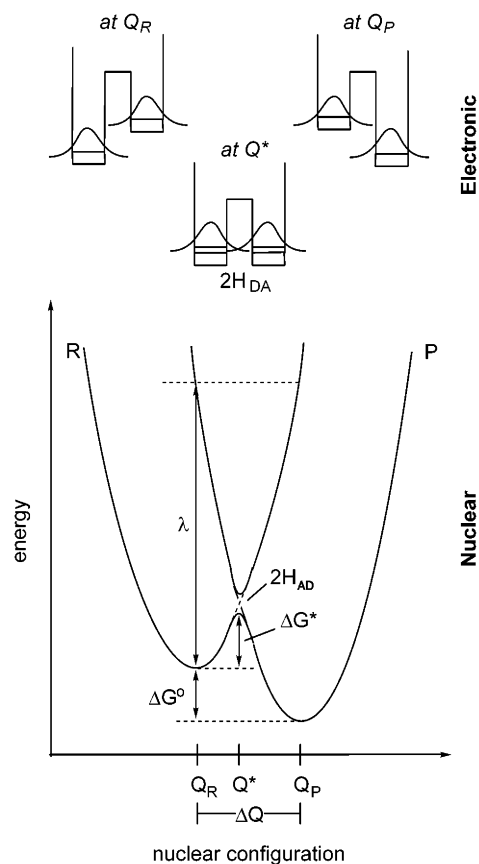 at Q_R
at Q_P
Electronic
at Q*
2H_DA
R
P
energy
λ
2H_AD
ΔG*
ΔG°
Nuclear
Q_R Q* Q_P
ΔQ
nuclear configuration